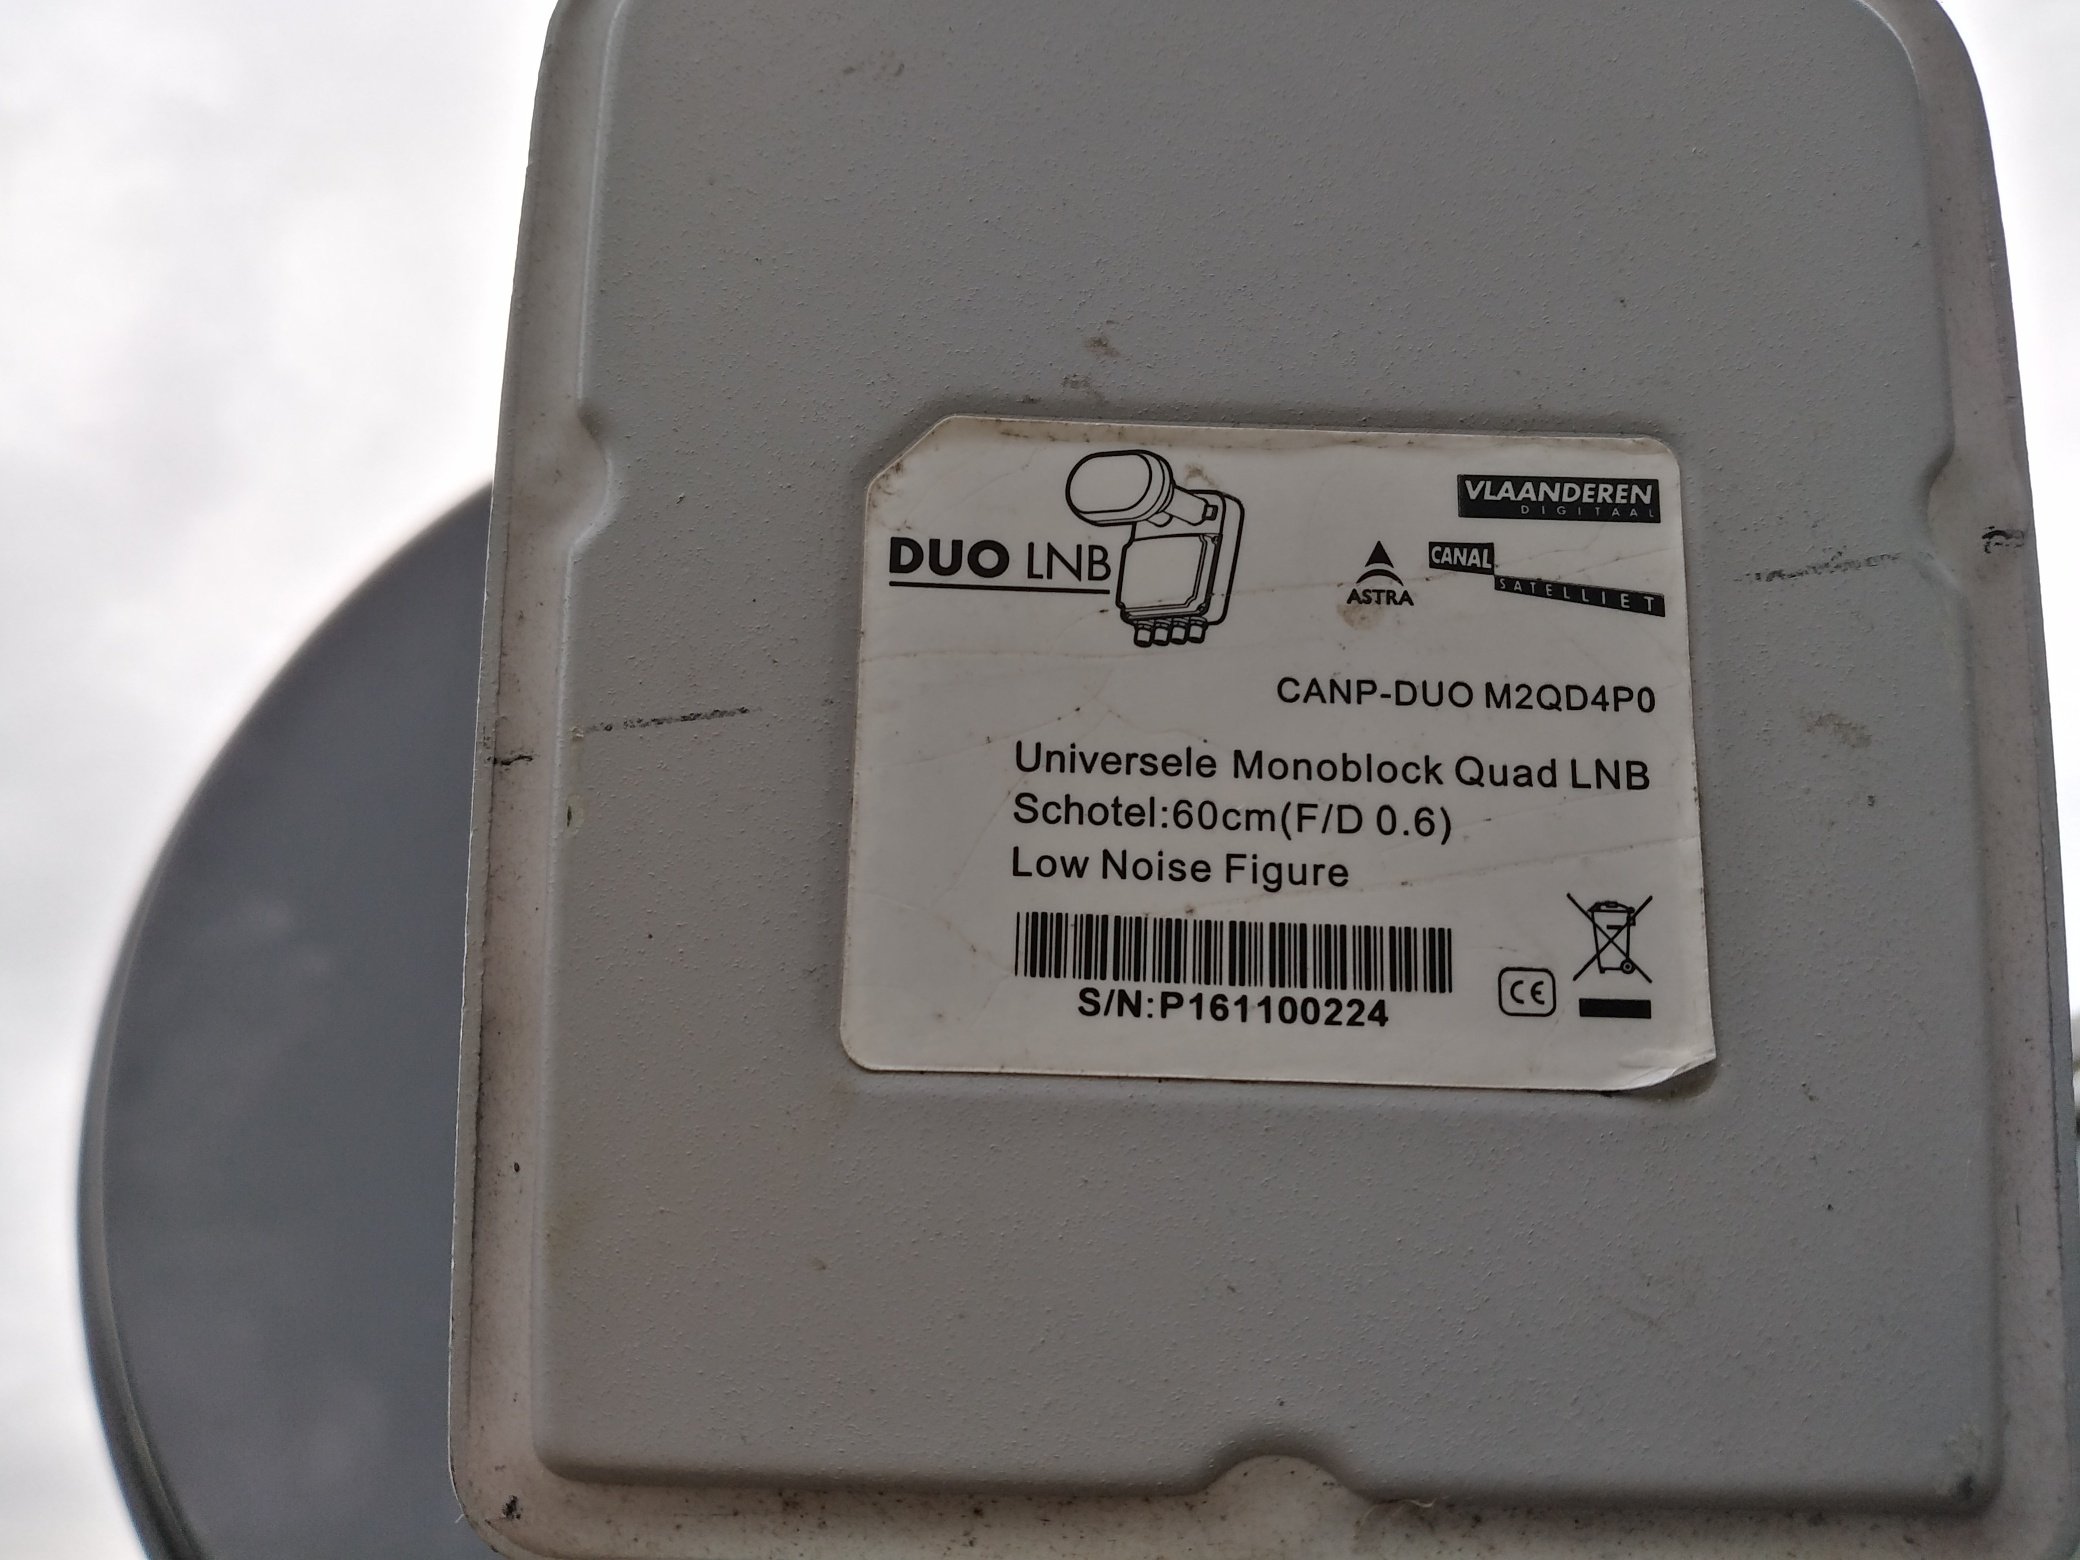 VLAANDEREN
DIGITAAL
DUO LNB
ASTRA
CANAL
SATELLIET
CANP-DUO M2QD4P0
Universele Monoblock Quad LNB
Schotel:60cm(F/D 0.6)
Low Noise Figure
S/N:P161100224
CE